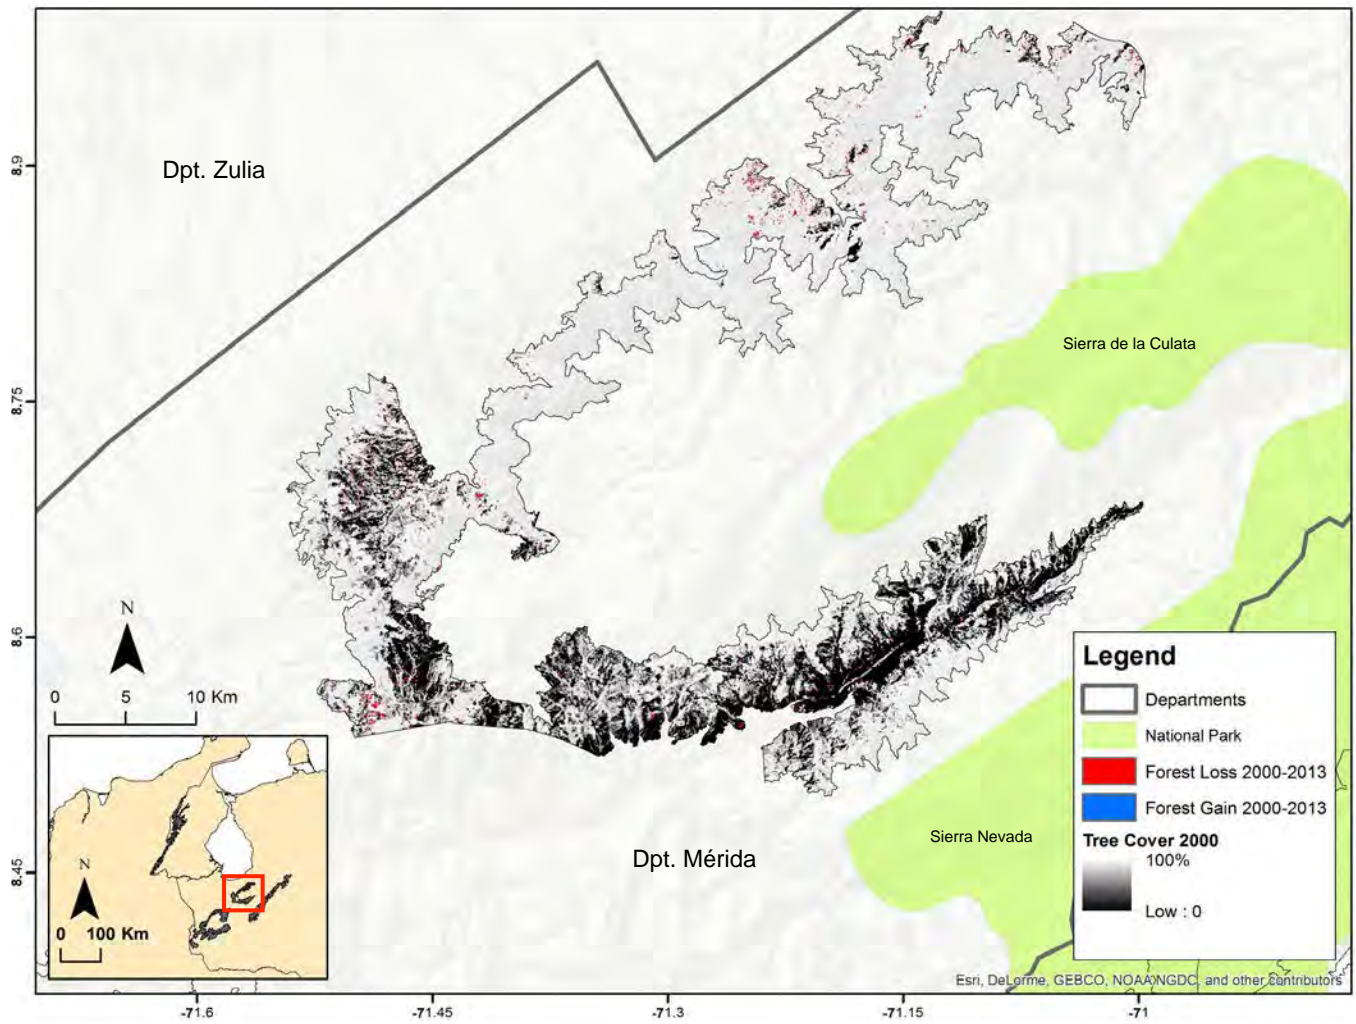 Dpt. Zulia
8.9
Sierra de la Culata
8.75
N
8.6
0 5 10 Km
Legend
Departments
National Park
Forest Loss 2000-2013
Forest Gain 2000-2013
Tree Cover 2000
100%
Low : 0
Sierra Nevada
Dpt. Mérida
8.45
N
0 100 Km
Esri, DeLorme, GEBCO, NOAA NGDC, and other contributors
-71.6 -71.45 -71.3 -71.15 -71